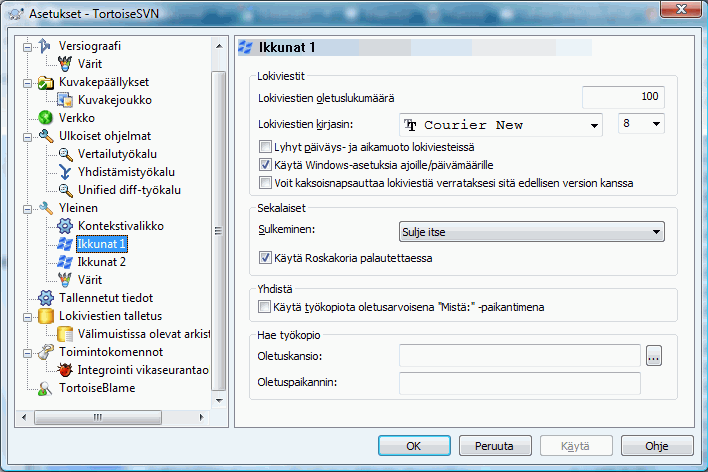 Asetukset - TortoiseSVN
Versiografi
Värit
Kuvakepäällykset
Kuvakejoukko
Verkko
Ulkoiset ohjelmat
Vertailutyökalu
Yhdistämistyökalu
Unified diff-työkalu
Yleinen
Kontekstivalikko
Ikkunat 1
Ikkunat 2
Värit
Tallennetut tiedot
Lokiviestien talletus
Välimuistissa olevat arkist
Toimintokomennot
Integrointi vikaseurantao
TortoiseBlame
Ikkunat 1
Lokiviestit
Lokiviestien oletuslukumäärä
100
Lokiviestien kirjasin:
Courier New
8
Lyhyt päiväys- ja aikamuoto lokiviesteissä
Käytä Windows-asetuksia ajoille/päivämäärille
Voit kaksoisnapsauttaa lokiviestiä verrataksesi sitä edellisen version kanssa
Sekalaiset
Sulkeminen:
Sulje itse
Käytä Roskakoria palautettaessa
Yhdistä
Käytä työkopiota oletusarvoisena "Mistä:" -paikantimena
Hae työkopio
Oletuskansio:
...
Oletuspaikannin:
OK
Peruuta
Käytä
Ohje